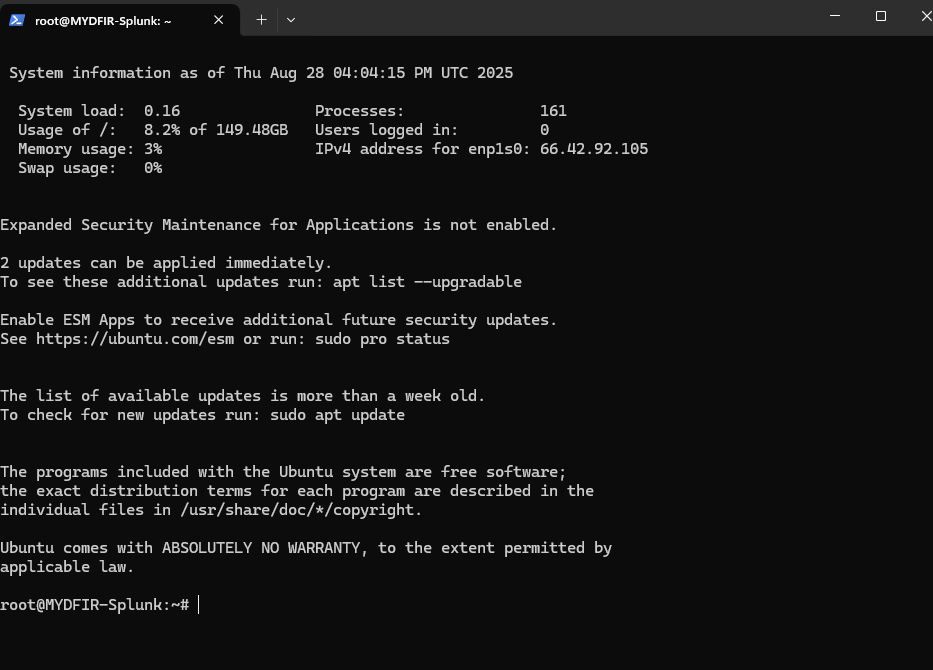 root@MYDFIR-Splunk: ~
System information as of Thu Aug 28 04:04:15 PM UTC 2025
System load:  0.16               Processes:               161
Usage of /:   8.2% of 149.48GB   Users logged in:         0
Memory usage: 3%                 IPv4 address for enp1s0: 66.42.92.105
Swap usage:   0%
Expanded Security Maintenance for Applications is not enabled.
2 updates can be applied immediately.
To see these additional updates run: apt list --upgradable
Enable ESM Apps to receive additional future security updates.
See https://ubuntu.com/esm or run: sudo pro status
The list of available updates is more than a week old.
To check for new updates run: sudo apt update
The programs included with the Ubuntu system are free software;
the exact distribution terms for each program are described in the
individual files in /usr/share/doc/*/copyright.
Ubuntu comes with ABSOLUTELY NO WARRANTY, to the extent permitted by
applicable law.
root@MYDFIR-Splunk:~#